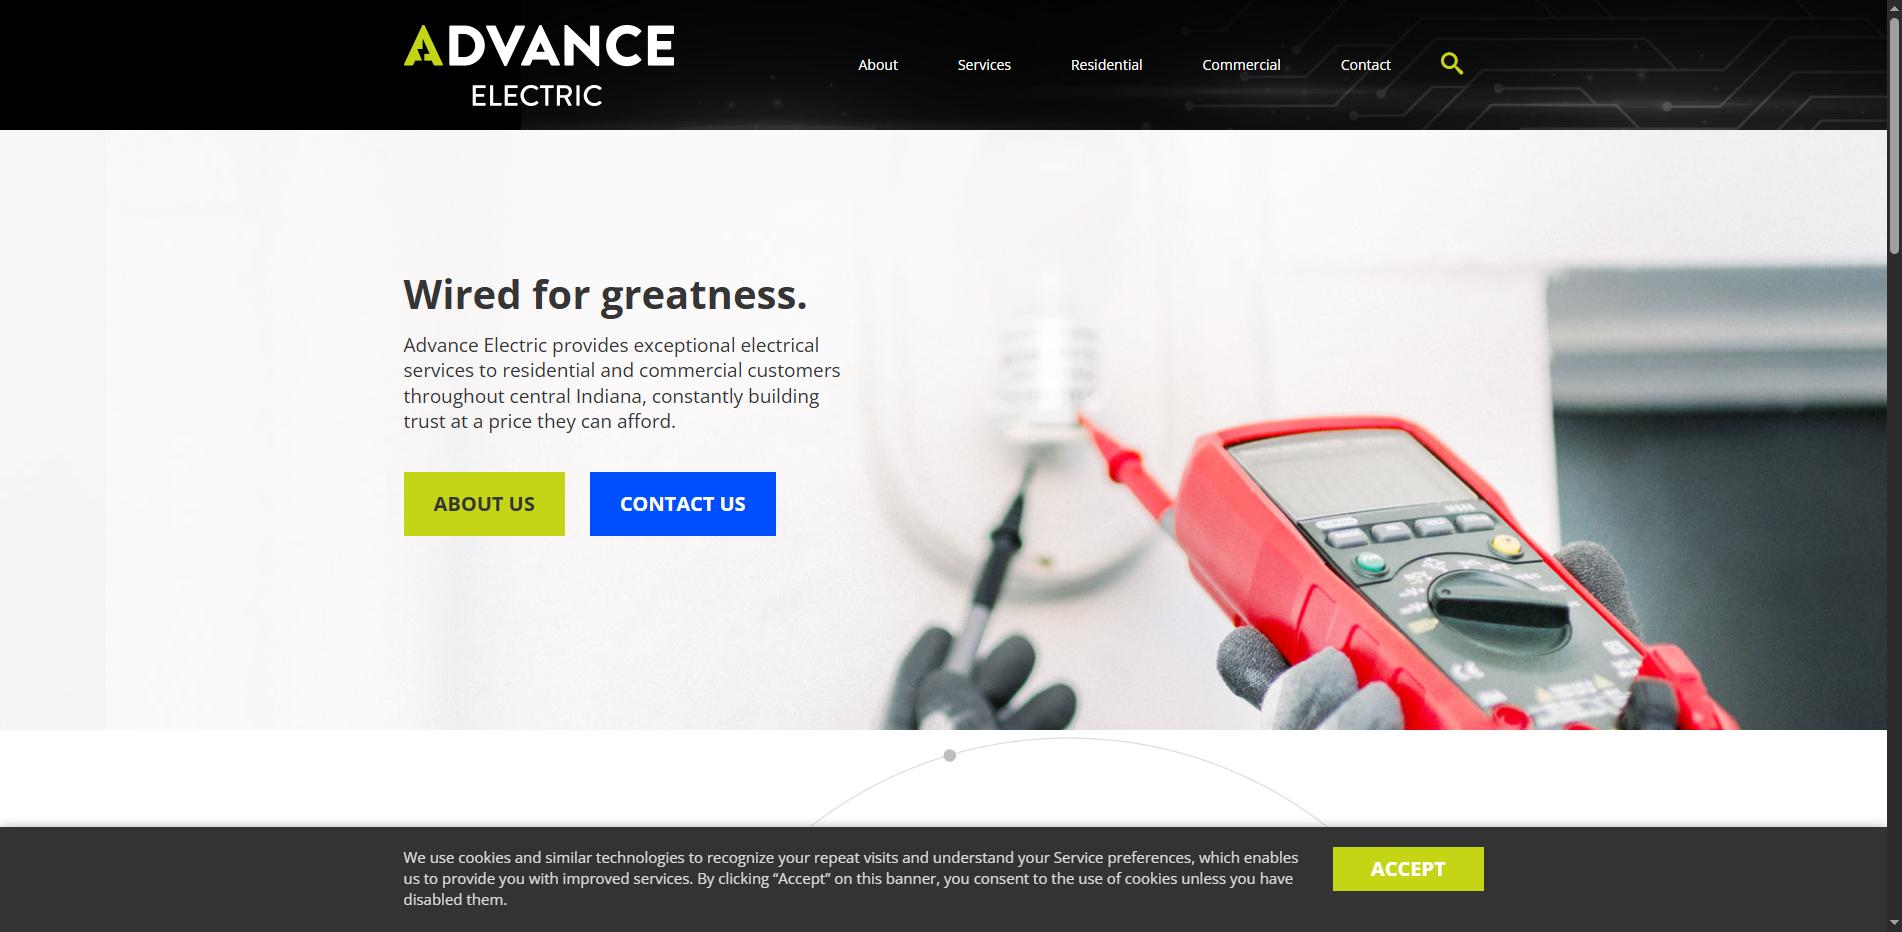 ADVANCE
ELECTRIC
About
Services
Residential
Commercial
Contact
Wired for greatness.
Advance Electric provides exceptional electrical
services to residential and commercial customers
throughout central Indiana, constantly building
trust at a price they can afford.
ABOUT US
CONTACT US
We use cookies and similar technologies to recognize your repeat visits and understand your Service preferences, which enables
us to provide you with improved services. By clicking “Accept” on this banner, you consent to the use of cookies unless you have
disabled them.
ACCEPT